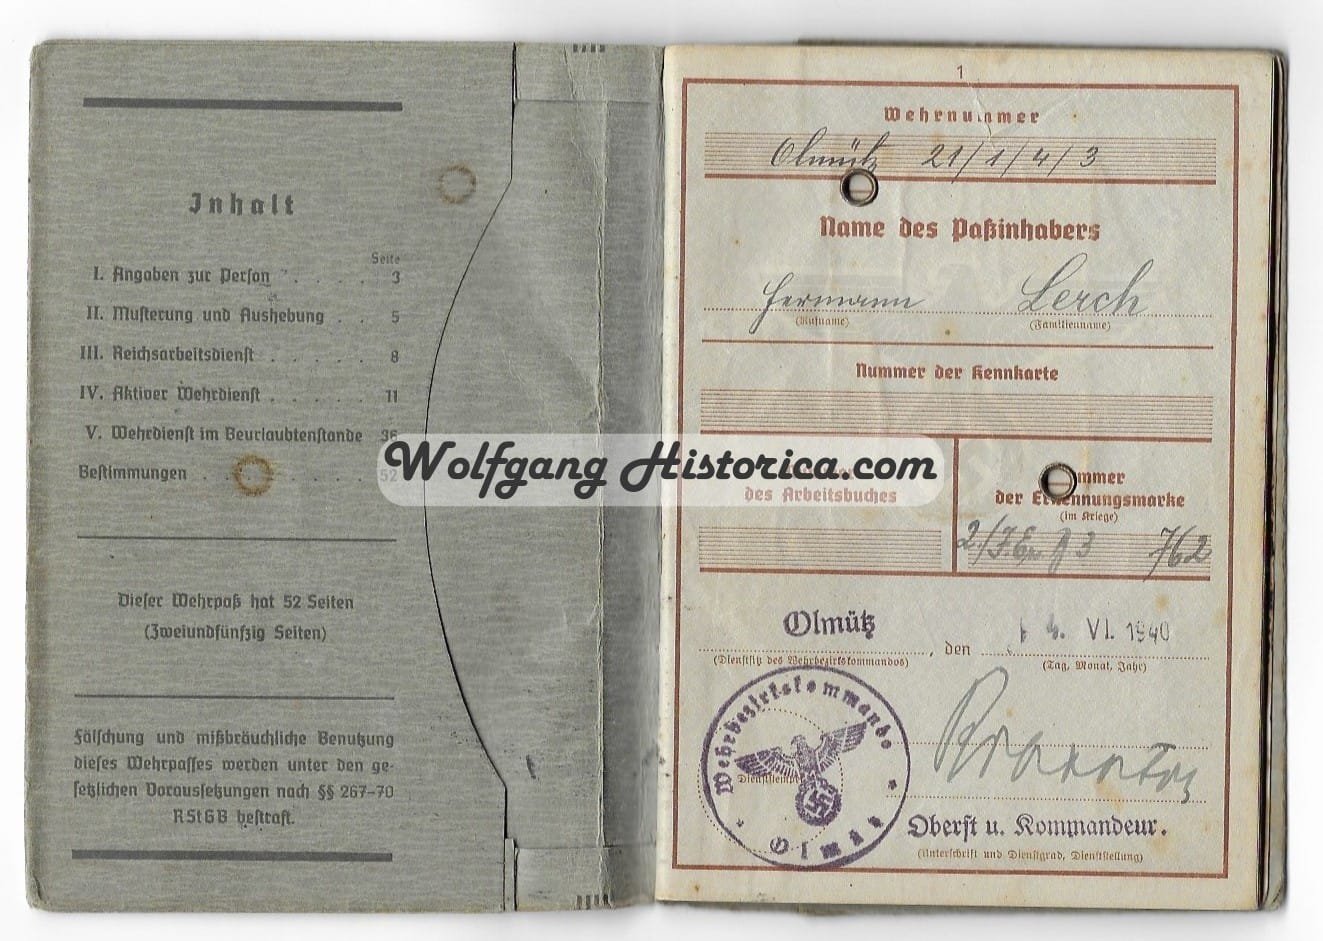 Inhalt
Seite
I. Angaben zur Person . . . . . 3
II. Musterung und Aushebung . . 5
III. Reichsarbeitsdienst . . . . . . 8
IV. Aktiver Wehrdienst . . . . . . 11
V. Wehrdienst im Beurlaubtenstande 36
Bestimmungen . . . . . . 52
Dieser Wehrpaß hat 52 Seiten
(Zweiundfünfzig Seiten)
Fälschung und mißbräuchliche Benutzung
dieses Wehrpasses werden unter den ge-
setzlichen Voraussetzungen nach §§ 267-70
RStGB bestraft.
Wolfgang Historica.com
1
Wehrnummer
Olmütz 21/1/4/3
Name des Paßinhabers
Hermann Lerch
(Rufname) (Familienname)
Nummer der Kennkarte
des Arbeitsbuches
der Erkennungsmarke
(im Kriege)
762
Olmütz, den 4. VI. 1940
(Dienstsitz des Wehrbezirkskommandos) (Tag, Monat, Jahr)
Wehrbezirkskommando
Olmütz
Dienststempel
Oberst u. Kommandeur.
(Unterschrift und Dienstgrad, Dienststellung)